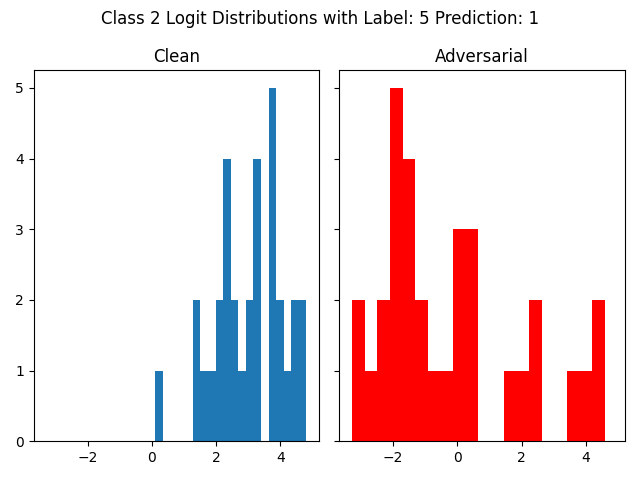 Class 2 Logit Distributions with Label: 5 Prediction: 1
Clean
Adversarial
5
4
3
2
1
0
−2 0 2 4
−2 0 2 4